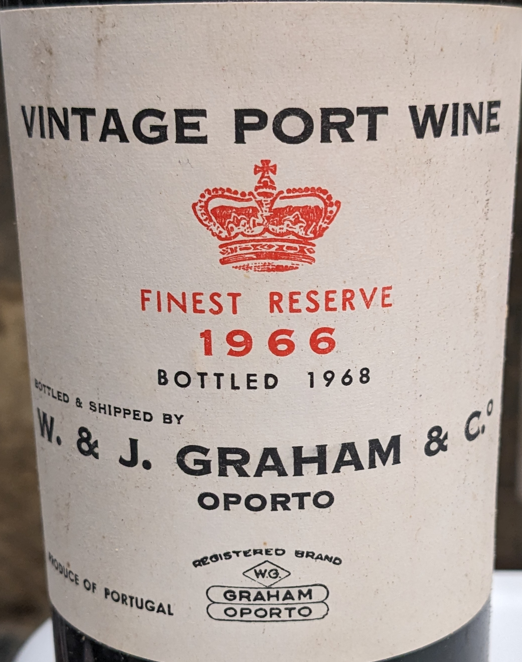 VINTAGE PORT WINE
FINEST RESERVE
1966
BOTTLED 1968
BOTTLED & SHIPPED BY
W. & J. GRAHAM & C.º
OPORTO
REGISTERED BRAND
W.G.
GRAHAM
OPORTO
PRODUCE OF PORTUGAL